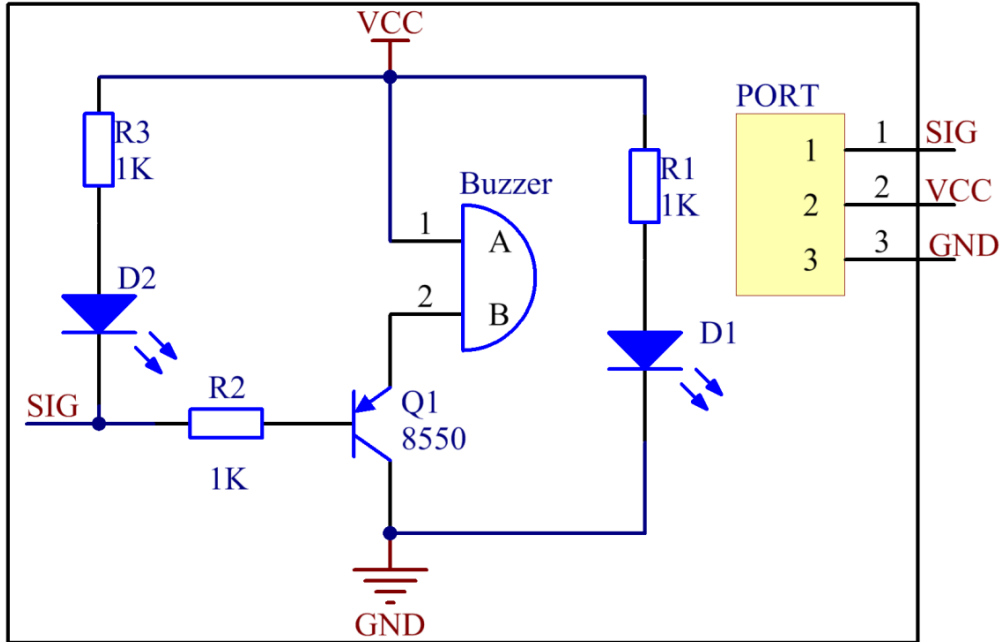 VCC
R3
1K
D2
SIG
R2
1K
Buzzer
1
A
2
B
Q1
8550
R1
1K
D1
GND
PORT
1 1 SIG
2 2 VCC
3 3 GND